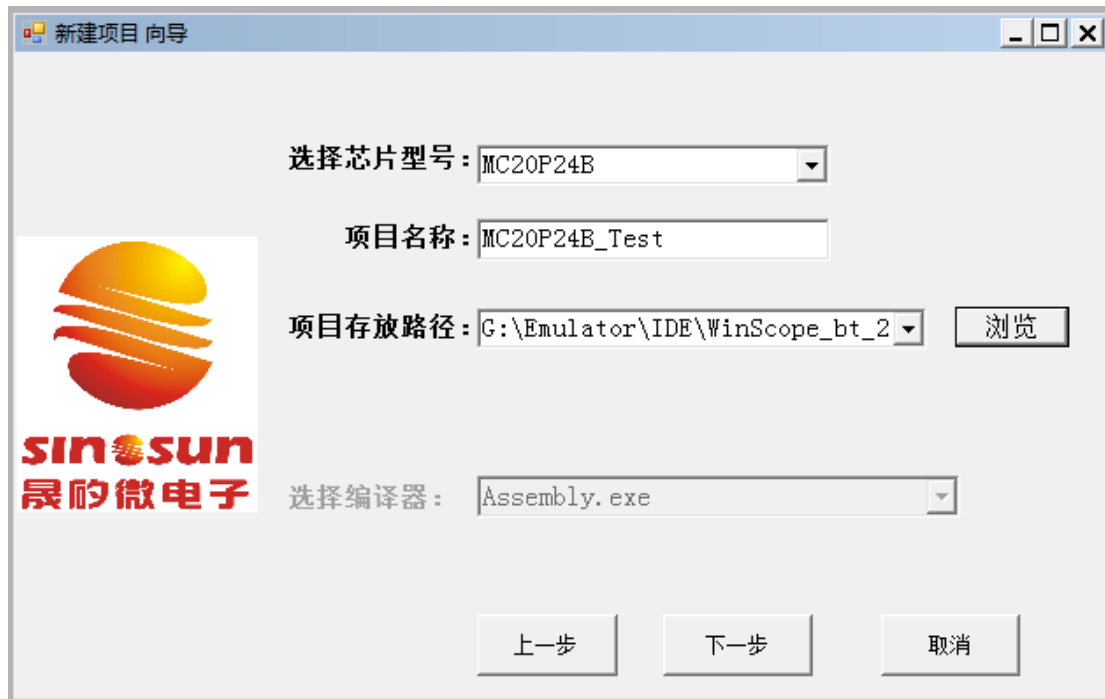 新建项目 向导
选择芯片型号：MC20P24B
项目名称：MC20P24B_Test
项目存放路径：G:\Emulator\IDE\WinScope_bt_2 浏览
sinosun
晟矽微电子
选择编译器： Assembly.exe
上一步 下一步 取消